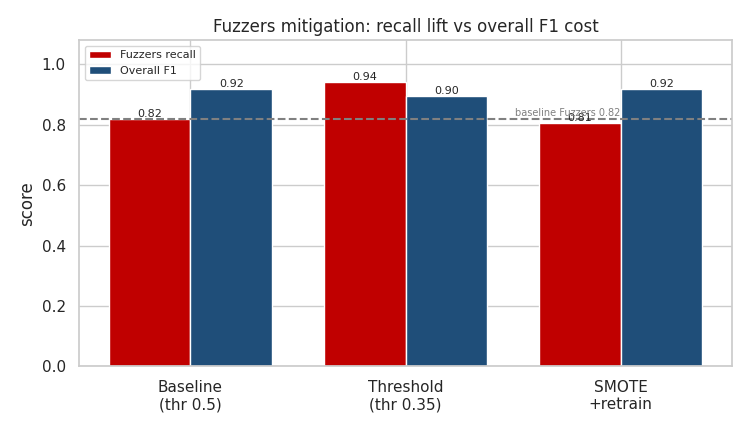 Fuzzers mitigation: recall lift vs overall F1 cost
Fuzzers recall
Overall F1
score
1.0
0.8
0.6
0.4
0.2
0.0
0.82
0.92
0.94
0.90
baseline Fuzzers 0.82
0.81
0.92
Baseline
(thr 0.5)
Threshold
(thr 0.35)
SMOTE
+retrain